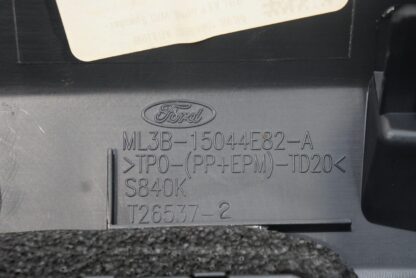 Ford
ML3B-15044E82-A
>TPO-(PP+EPM)-TD20<
S840K
T26537-2